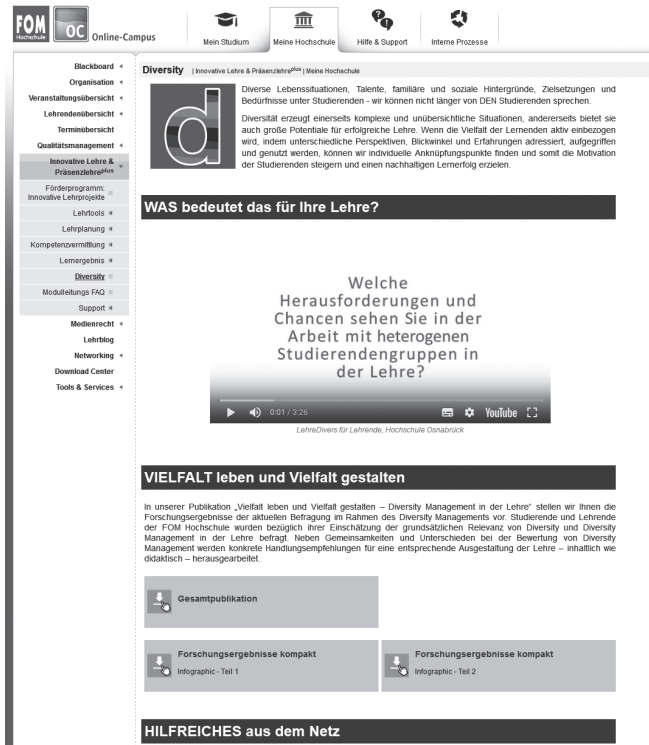 FOM
Hochschule
OC
Online-Campus
Mein Studium
Meine Hochschule
Hilfe & Support
Interne Prozesse
Blackboard
Organisation
Veranstaltungsübersicht
Lehrendenübersicht
Terminübersicht
Qualitätsmanagement
Innovative Lehre &
Präsenzlehreplus
Förderprogramm:
Innovative Lehrprojekte
Lehrtools
Lehrplanung
Kompetenzvermittlung
Lernergebnis
Diversity
Modulleitungs FAQ
Support
Medienrecht
Lehrblog
Networking
Download Center
Tools & Services
Diversity | Innovative Lehre & Präsenzlehreplus | Meine Hochschule
d
Diverse Lebenssituationen, Talente, familiäre und soziale Hintergründe, Zielsetzungen und
Bedürfnisse unter Studierenden - wir können nicht länger von DEN Studierenden sprechen.
Diversität erzeugt einerseits komplexe und unübersichtliche Situationen, andererseits bietet sie
auch große Potentiale für erfolgreiche Lehre. Wenn die Vielfalt der Lernenden aktiv einbezogen
wird, indem unterschiedliche Perspektiven, Blickwinkel und Erfahrungen adressiert, aufgegriffen
und genutzt werden, können wir individuelle Anknüpfungspunkte finden und somit die Motivation
der Studierenden steigern und einen nachhaltigen Lernerfolg erzielen.
WAS bedeutet das für Ihre Lehre?
Welche
Herausforderungen und
Chancen sehen Sie in der
Arbeit mit heterogenen
Studierendengruppen in
der Lehre?
0:01 / 3:26
YouTube
LehreDivers für Lehrende, Hochschule Osnabrück
VIELFALT leben und Vielfalt gestalten
In unserer Publikation „Vielfalt leben und Vielfalt gestalten – Diversity Management in der Lehre" stellen wir Ihnen die
Forschungsergebnisse der aktuellen Befragung im Rahmen des Diversity Managements vor. Studierende und Lehrende
der FOM Hochschule wurden bezüglich ihrer Einschätzung der grundsätzlichen Relevanz von Diversity und Diversity
Management in der Lehre befragt. Neben Gemeinsamkeiten und Unterschieden bei der Bewertung von Diversity
Management werden konkrete Handlungsempfehlungen für eine entsprechende Ausgestaltung der Lehre – inhaltlich wie
didaktisch – herausgearbeitet.
Gesamtpublikation
Forschungsergebnisse kompakt
Infographic - Teil 1
Forschungsergebnisse kompakt
Infographic - Teil 2
HILFREICHES aus dem Netz